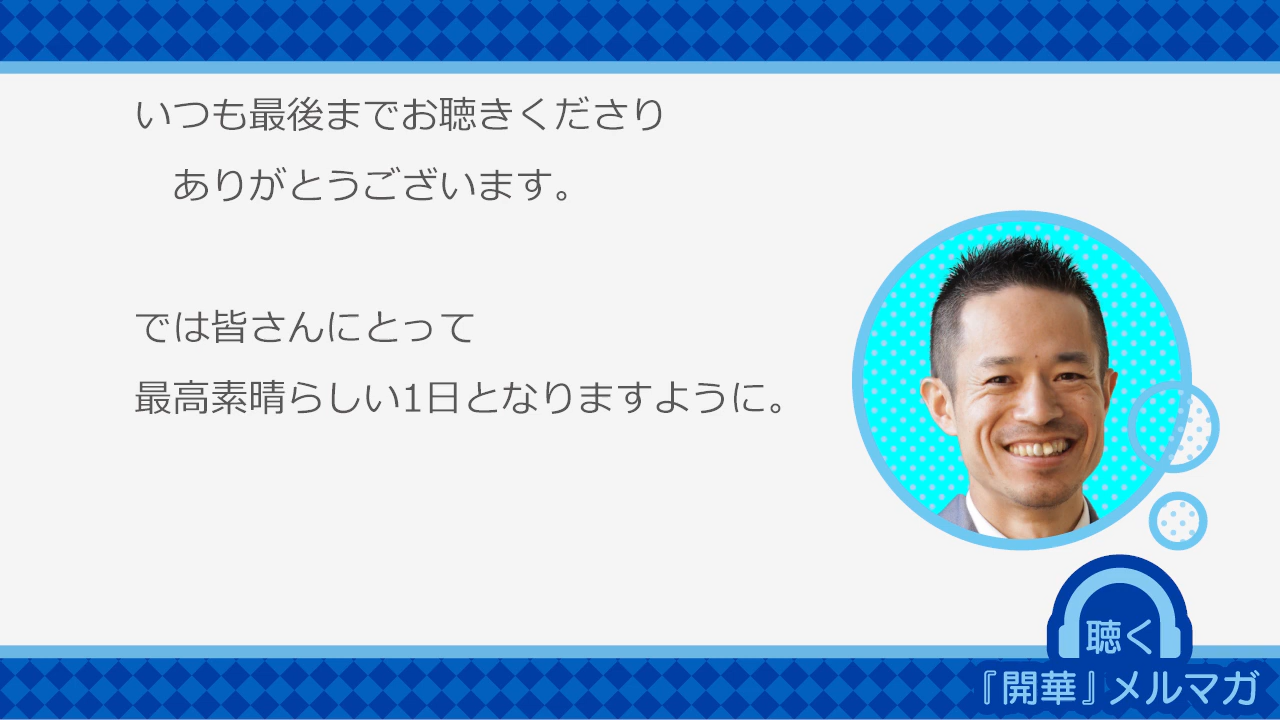 いつも最後までお聴きくださり
ありがとうございます。
では皆さんにとって
最高素晴らしい1日となりますように。
聴く
『開華』メルマガ